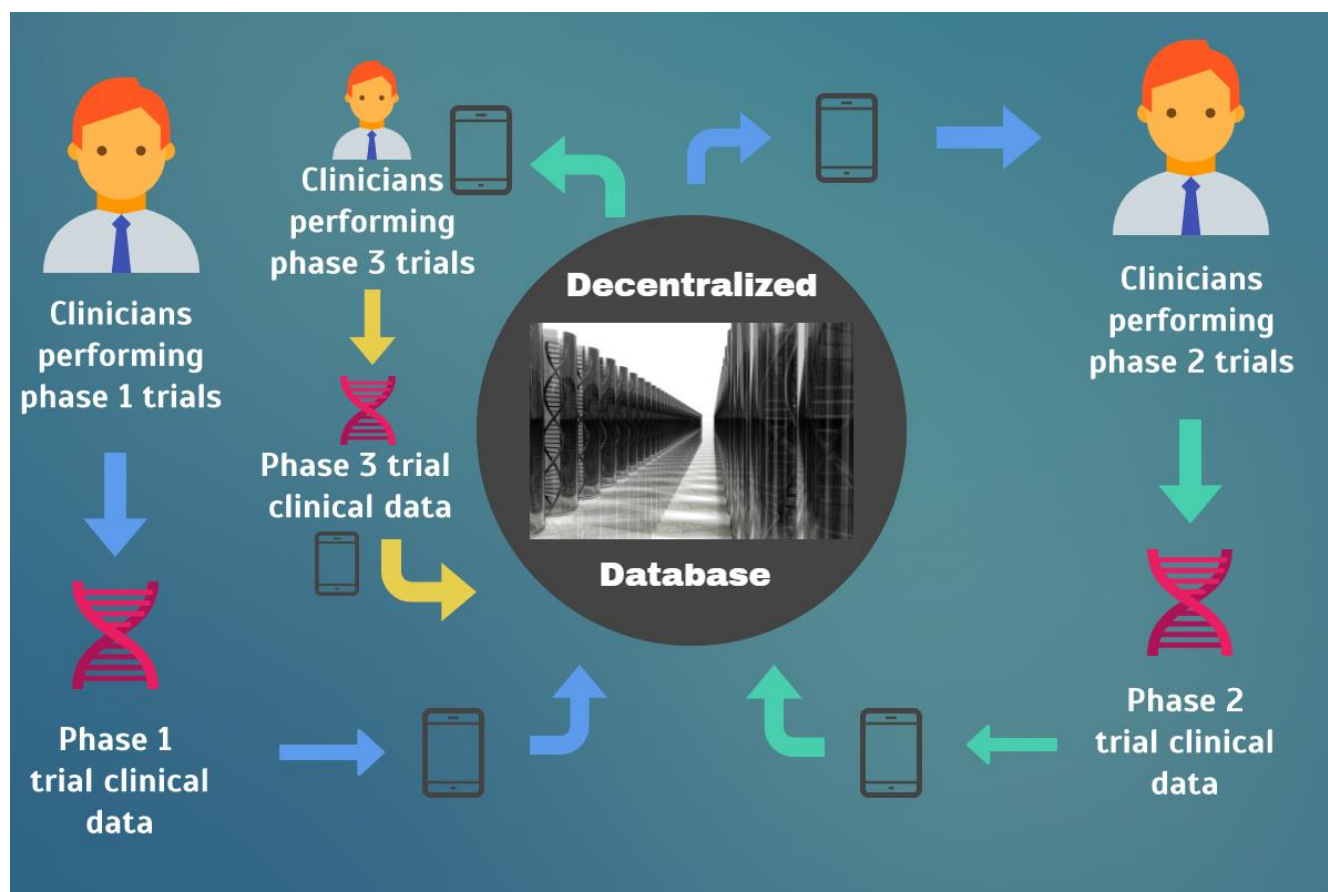 Clinicians
performing
phase 1 trials
Phase 1
trial clinical
data
Clinicians
performing
phase 3 trials
Phase 3 trial
clinical data
Decentralized
Database
Clinicians
performing
phase 2 trials
Phase 2
trial clinical
data